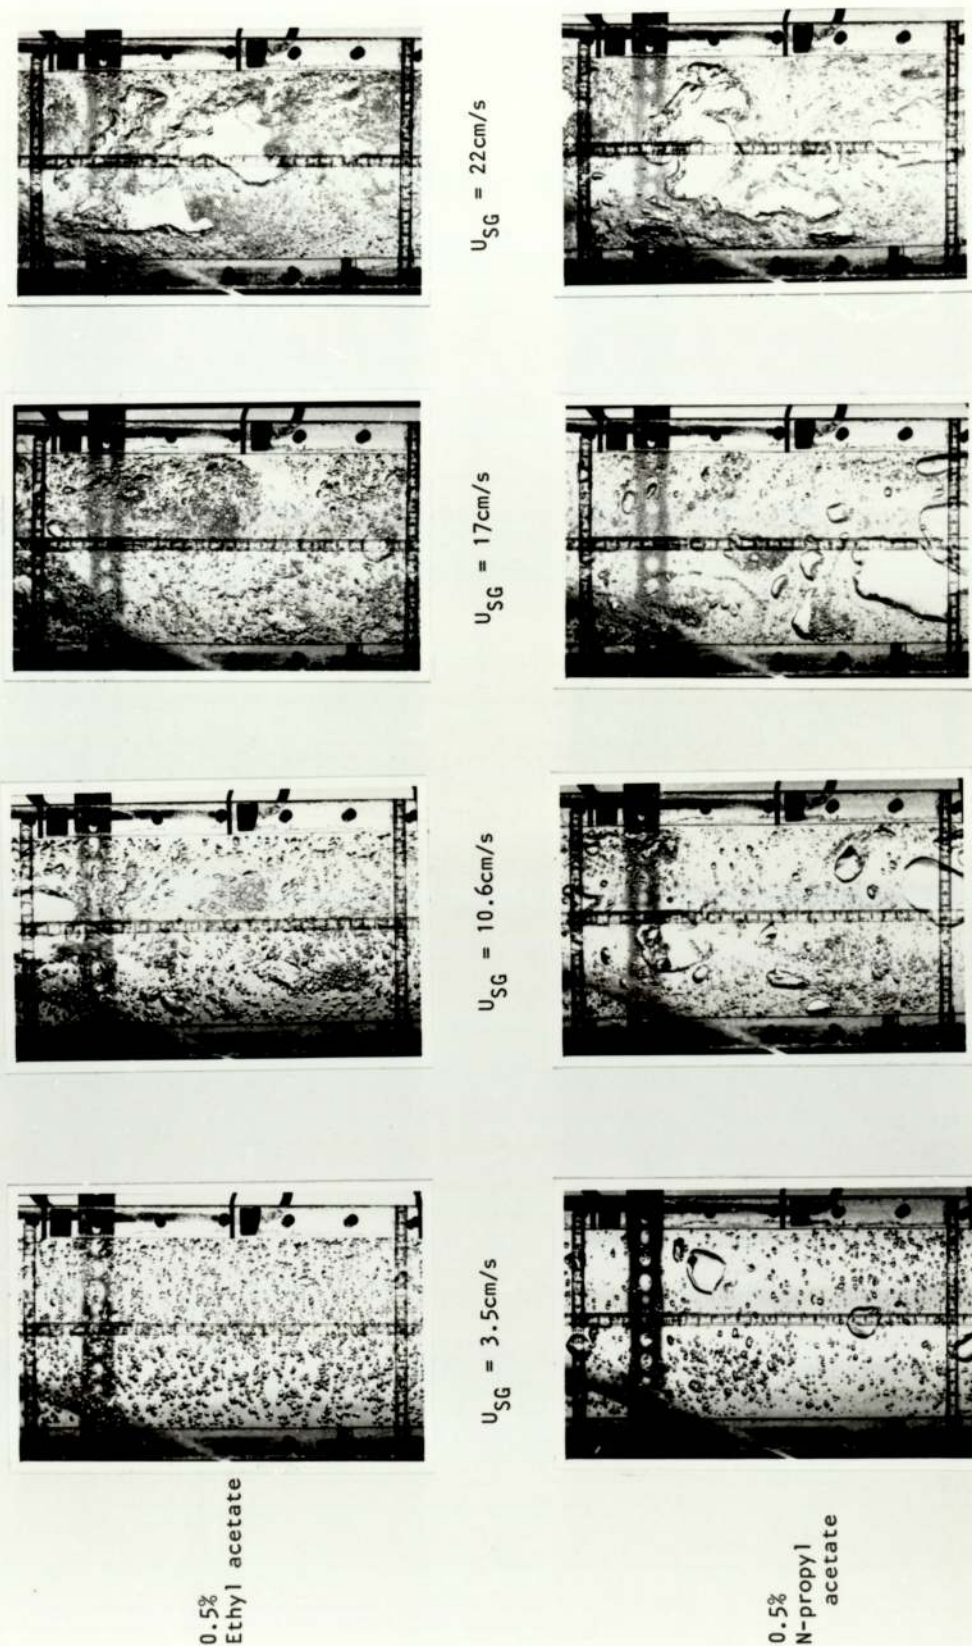 0.5%
Ethyl acetate
U_SG = 3.5cm/s
U_SG = 10.6cm/s
U_SG = 17cm/s
U_SG = 22cm/s
0.5%
N-propyl
acetate